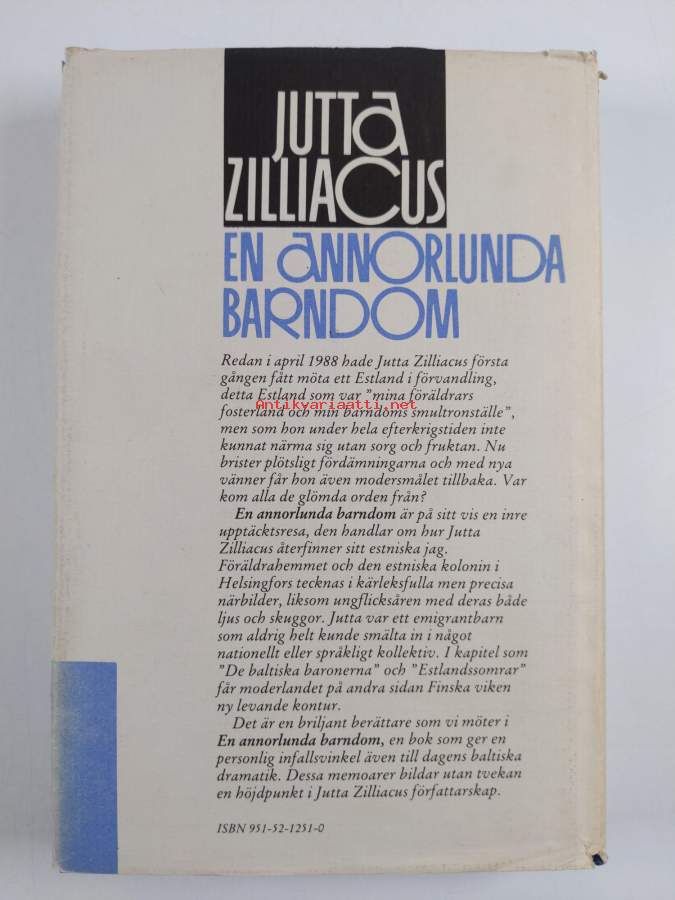 JUTTA
ZILLIACUS
EN ANNORLUNDA
BARNDOM
Redan i april 1988 hade Jutta Zilliacus första
gången fått möta ett Estland i förvandling,
detta Estland som var "mina föräldrars
Antikvariaatti.net
fosterland och min barndoms smultronställe",
men som hon under hela efterkrigstiden inte
kunnat närma sig utan sorg och fruktan. Nu
brister plötsligt fördämningarna och med nya
vänner får hon även modersmålet tillbaka. Var
kom alla de glömda orden från?
En annorlunda barndom är på sitt vis en inre
upptäcktsresa, den handlar om hur Jutta
Zilliacus återfinner sitt estniska jag.
Föräldrahemmet och den estniska kolonin i
Helsingfors tecknas i kärleksfulla men precisa
närbilder, liksom ungflicksåren med deras både
ljus och skuggor. Jutta var ett emigrantbarn
som aldrig helt kunde smälta in i något
nationellt eller språkligt kollektiv. I kapitel som
"De baltiska baronerna" och "Estlandssomrar"
får moderlandet på andra sidan Finska viken
ny levande kontur.
Det är en briljant berättare som vi möter i
En annorlunda barndom, en bok som ger en
personlig infallsvinkel även till dagens baltiska
dramatik. Dessa memoarer bildar utan tvekan
en höjdpunkt i Jutta Zilliacus författarskap.
ISBN 951-52-1251-0